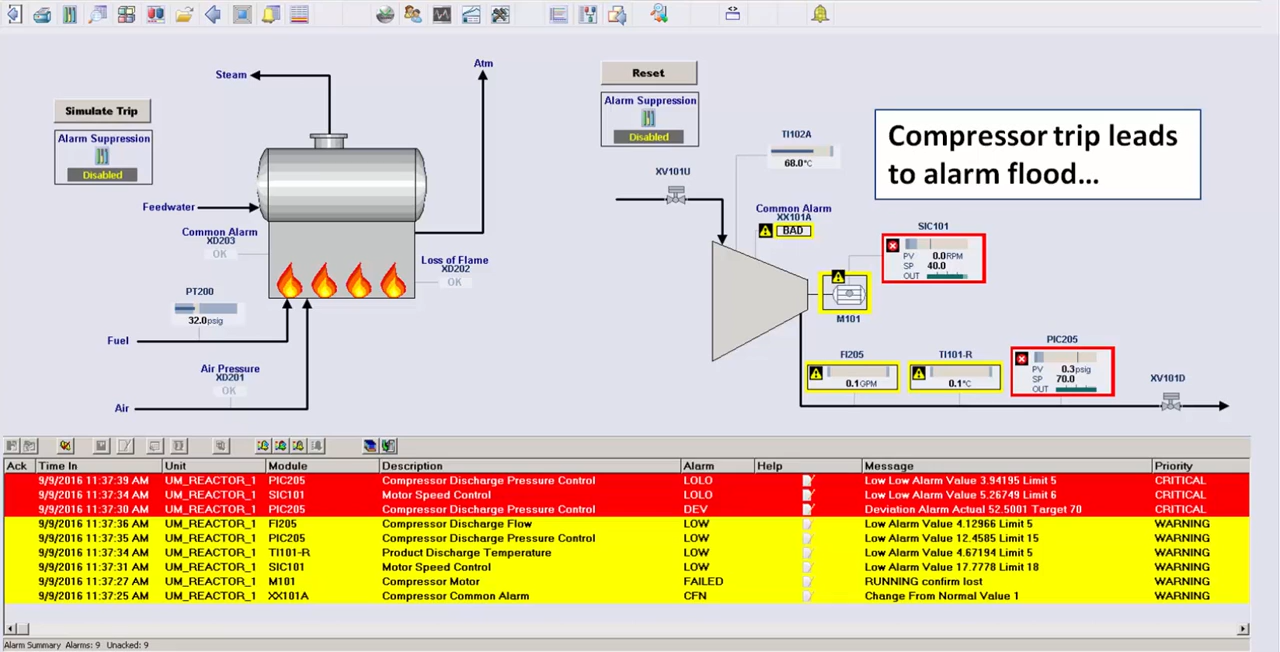 Steam
Atm
Simulate Trip
Alarm Suppression
Disabled
Feedwater
Common Alarm
XD203
OK
Loss of Flame
XD202
OK
PT200
32.0psig
Fuel
Air Pressure
XD201
OK
Air
Reset
Alarm Suppression
Disabled
TI102A
68.0°C
XV101U
Common Alarm
XX101A
BAD
Compressor trip leads
to alarm flood...
SIC101
PV 0.0RPM
SP 40.0
OUT
M101
FI205
0.1GPM
TI101-R
0.1°C
PIC205
PV 0.3psig
SP 70.0
OUT
XV101D
Ack Time In Unit Module Description Alarm Help Message Priority
9/9/2016 11:37:39 AM UM_REACTOR_1 PIC205 Compressor Discharge Pressure Control LOLO Low Low Alarm Value 3.94195 Limit 5 CRITICAL
9/9/2016 11:37:34 AM UM_REACTOR_1 SIC101 Motor Speed Control LOLO Low Low Alarm Value 5.26749 Limit 6 CRITICAL
9/9/2016 11:37:30 AM UM_REACTOR_1 PIC205 Compressor Discharge Pressure Control DEV Deviation Alarm Actual 52.5001 Target 70 CRITICAL
9/9/2016 11:37:36 AM UM_REACTOR_1 FI205 Compressor Discharge Flow LOW Low Alarm Value 4.12966 Limit 5 WARNING
9/9/2016 11:37:35 AM UM_REACTOR_1 PIC205 Compressor Discharge Pressure Control LOW Low Alarm Value 12.4585 Limit 15 WARNING
9/9/2016 11:37:34 AM UM_REACTOR_1 TI101-R Product Discharge Temperature LOW Low Alarm Value 4.67194 Limit 5 WARNING
9/9/2016 11:37:31 AM UM_REACTOR_1 SIC101 Motor Speed Control LOW Low Alarm Value 17.7778 Limit 18 WARNING
9/9/2016 11:37:27 AM UM_REACTOR_1 M101 Compressor Motor FAILED RUNNING confirm lost WARNING
9/9/2016 11:37:25 AM UM_REACTOR_1 XX101A Compressor Common Alarm CFN Change From Normal Value 1 WARNING
Alarm Summary Alarms: 9 Unacked: 9